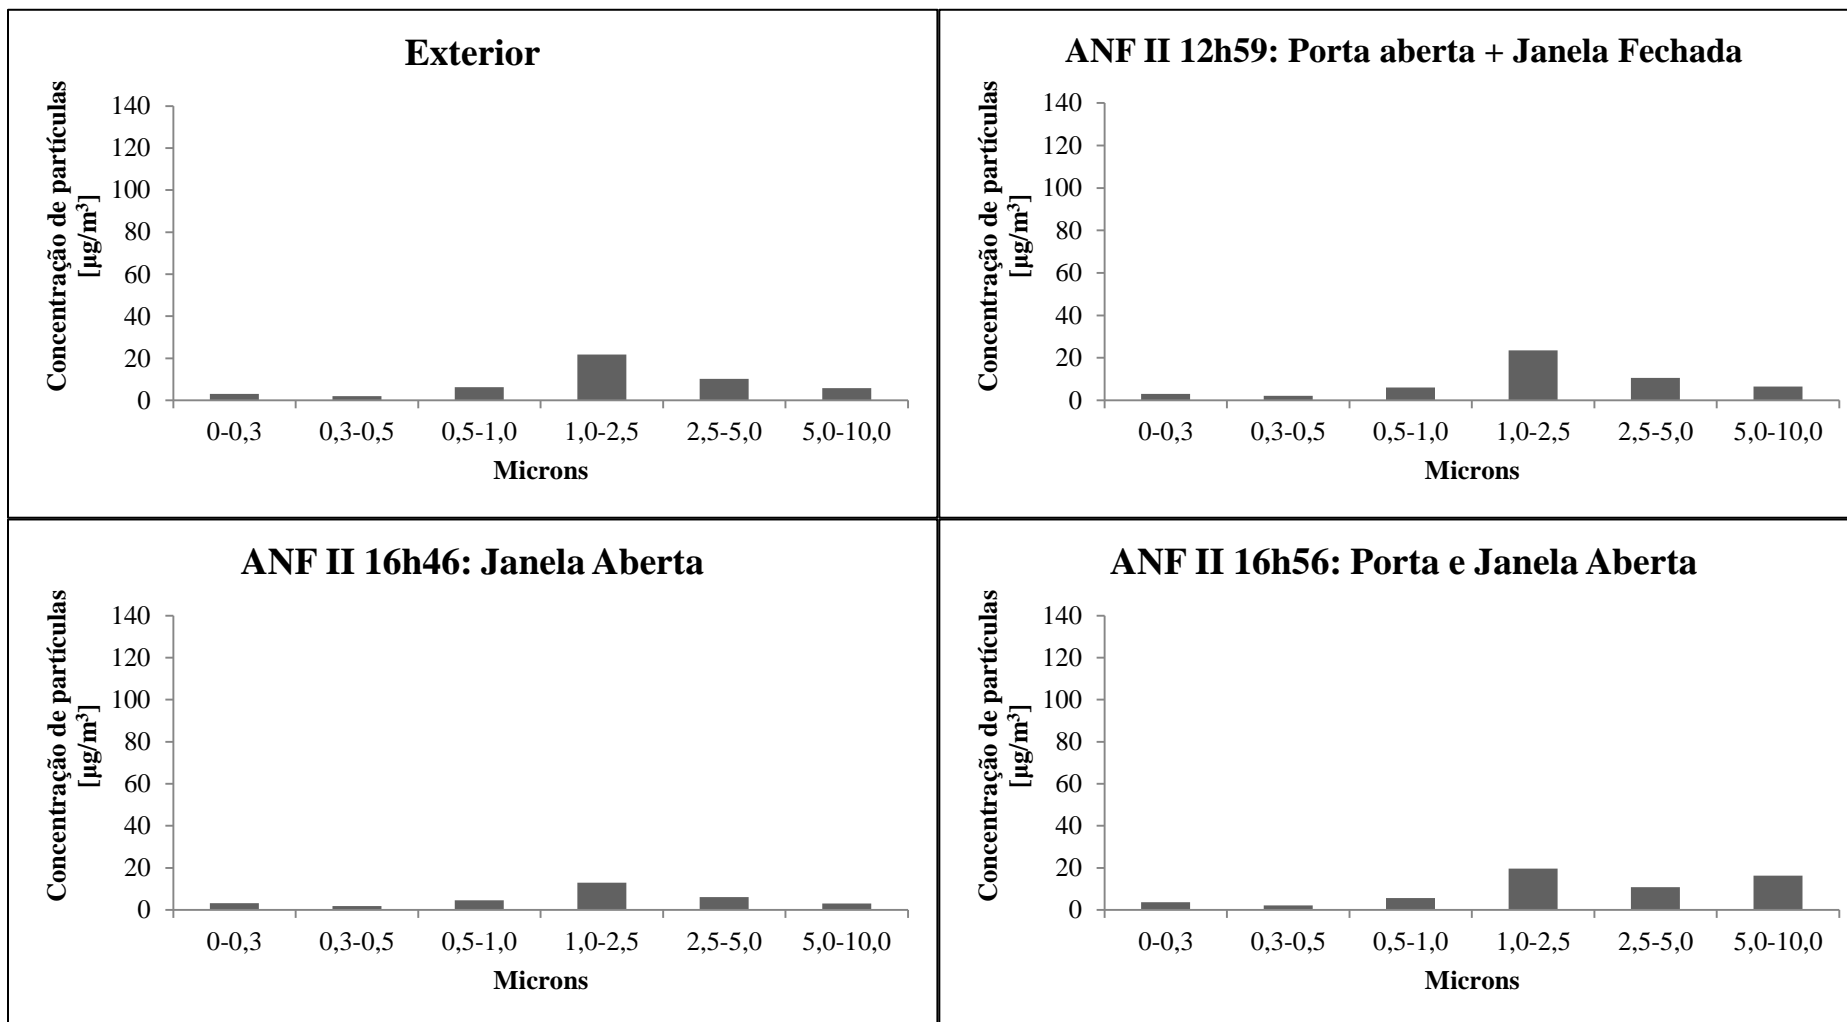 Exterior
Concentração de partículas
[µg/m³]
140
120
100
80
60
40
20
0
0-0,3 0,3-0,5 0,5-1,0 1,0-2,5 2,5-5,0 5,0-10,0
Microns
ANF II 12h59: Porta aberta + Janela Fechada
Concentração de partículas
[µg/m³]
140
120
100
80
60
40
20
0
0-0,3 0,3-0,5 0,5-1,0 1,0-2,5 2,5-5,0 5,0-10,0
Microns
ANF II 16h46: Janela Aberta
Concentração de partículas
[µg/m³]
140
120
100
80
60
40
20
0
0-0,3 0,3-0,5 0,5-1,0 1,0-2,5 2,5-5,0 5,0-10,0
Microns
ANF II 16h56: Porta e Janela Aberta
Concentração de partículas
[µg/m³]
140
120
100
80
60
40
20
0
0-0,3 0,3-0,5 0,5-1,0 1,0-2,5 2,5-5,0 5,0-10,0
Microns